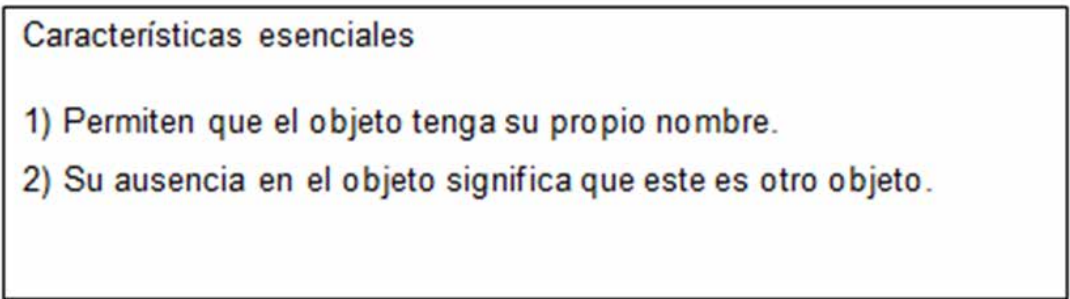 Características esenciales
1) Permiten que el objeto tenga su propio nombre.
2) Su ausencia en el objeto significa que este es otro objeto.